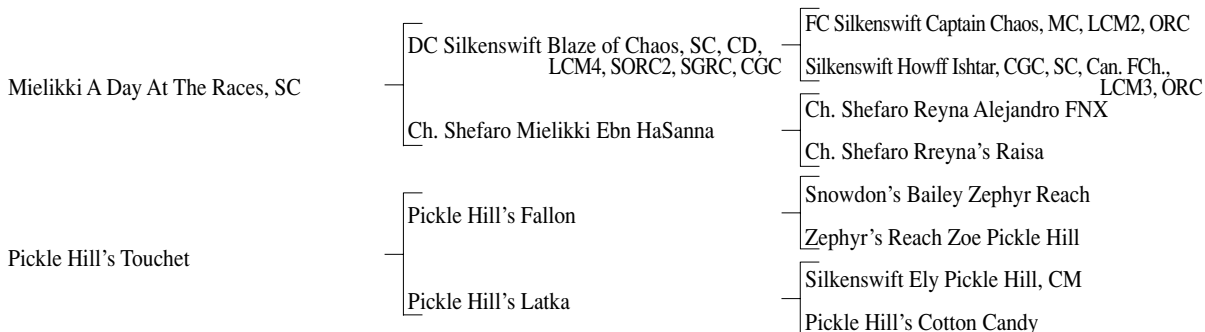 Mielikki A Day At The Races, SC
Pickle Hill's Touchet
DC Silkenswift Blaze of Chaos, SC, CD,
LCM4, SORC2, SGRC, CGC
Ch. Shefaro Mielikki Ebn HaSanna
Pickle Hill's Fallon
Pickle Hill's Latka
FC Silkenswift Captain Chaos, MC, LCM2, ORC
Silkenswift Howff Ishtar, CGC, SC, Can. FCh.,
LCM3, ORC
Ch. Shefaro Reyna Alejandro FNX
Ch. Shefaro Rreyna's Raisa
Snowdon's Bailey Zephyr Reach
Zephyr's Reach Zoe Pickle Hill
Silkenswift Ely Pickle Hill, CM
Pickle Hill's Cotton Candy